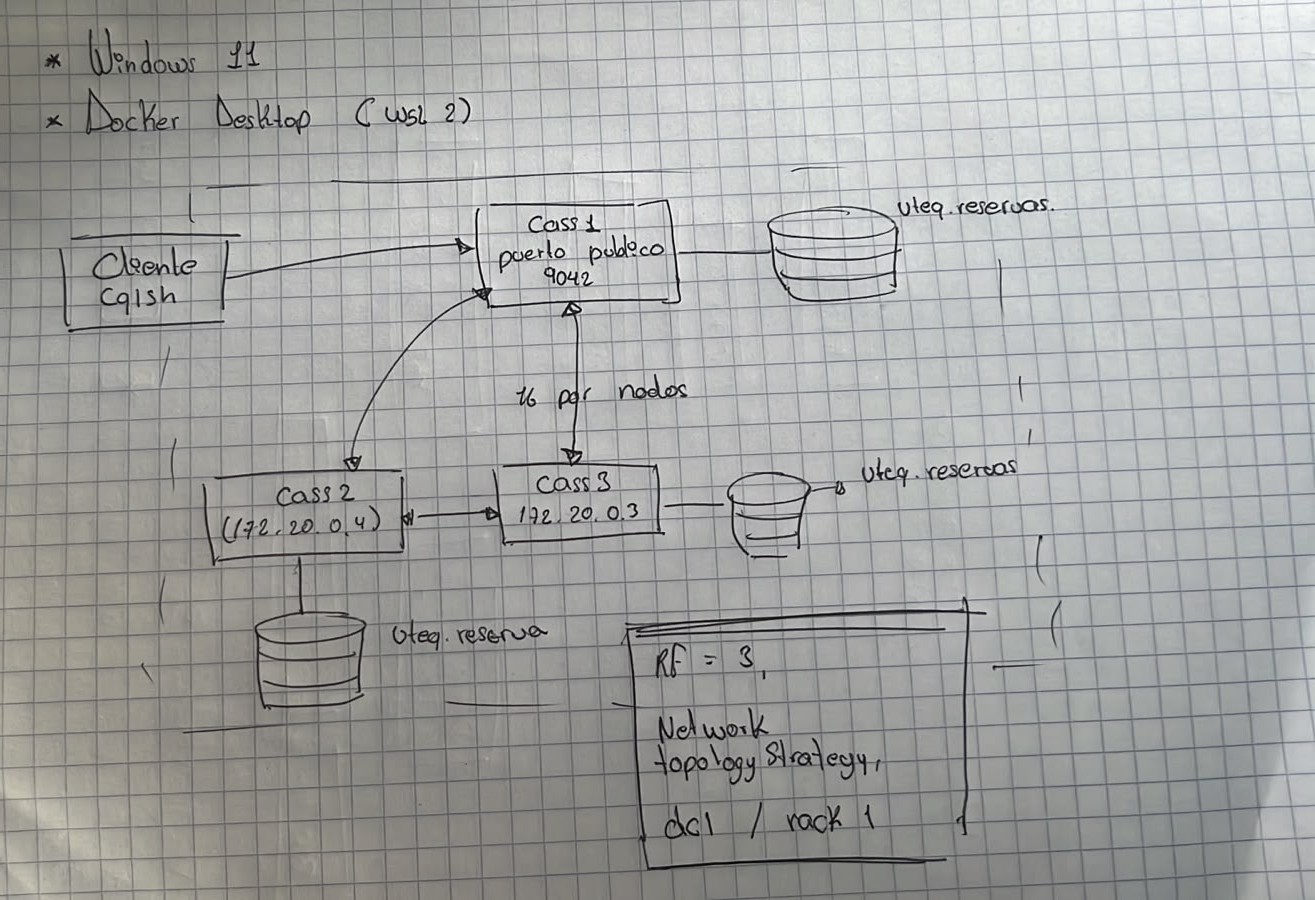 * Windows 11
* Docker Desktop (WSL 2)
Cliente
Cqlsh
Cass 1
puerto publico
9042
uteq.reservas.
16 por nodos
Cass 2
(172.20.0.4)
Cass 3
172.20.0.3
uteq.reservas
uteq.reserva
RF = 3,
Network
topology Strategy,
dc1 / rack 1